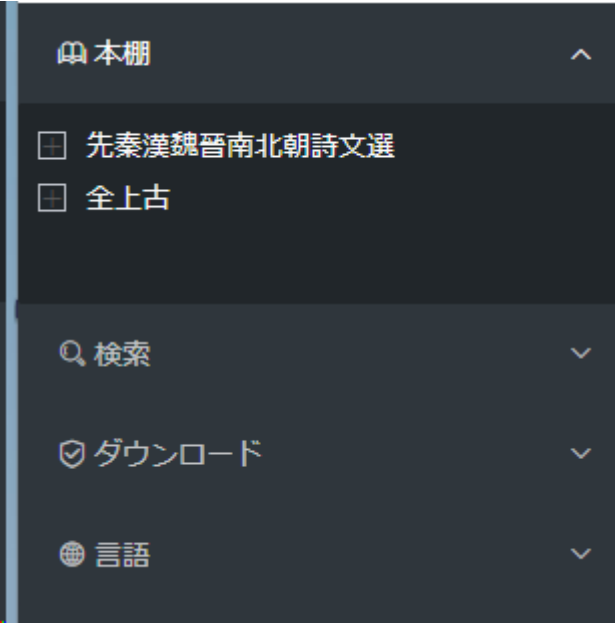 本棚
先秦漢魏晉南北朝詩文選
全上古
検索
ダウンロード
言語